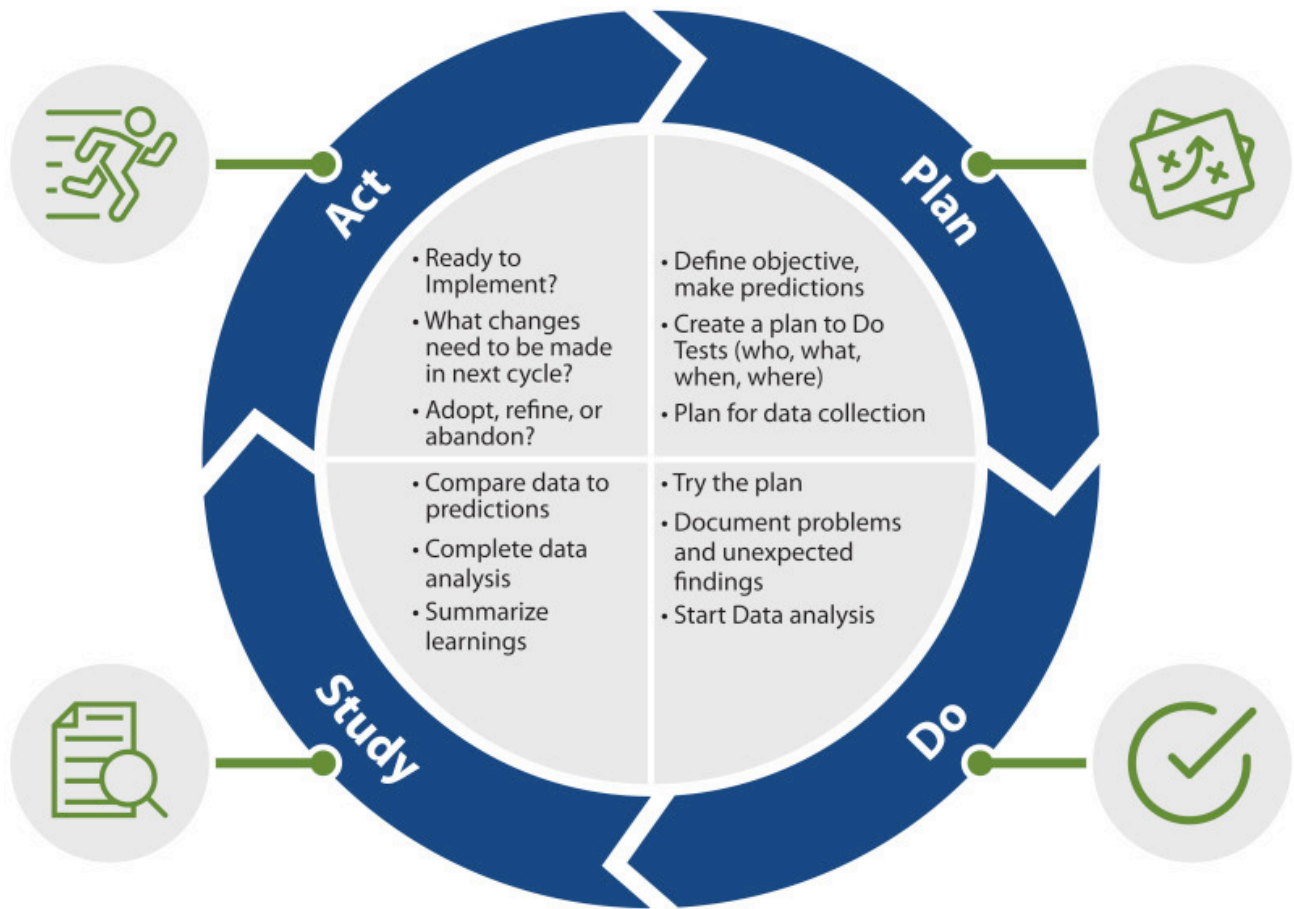 Act
• Ready to
Implement?
• What changes
need to be made
in next cycle?
• Adopt, refine, or
abandon?
Plan
• Define objective,
make predictions
• Create a plan to Do
Tests (who, what,
when, where)
• Plan for data collection
Study
• Compare data to
predictions
• Complete data
analysis
• Summarize
learnings
Do
• Try the plan
• Document problems
and unexpected
findings
• Start Data analysis